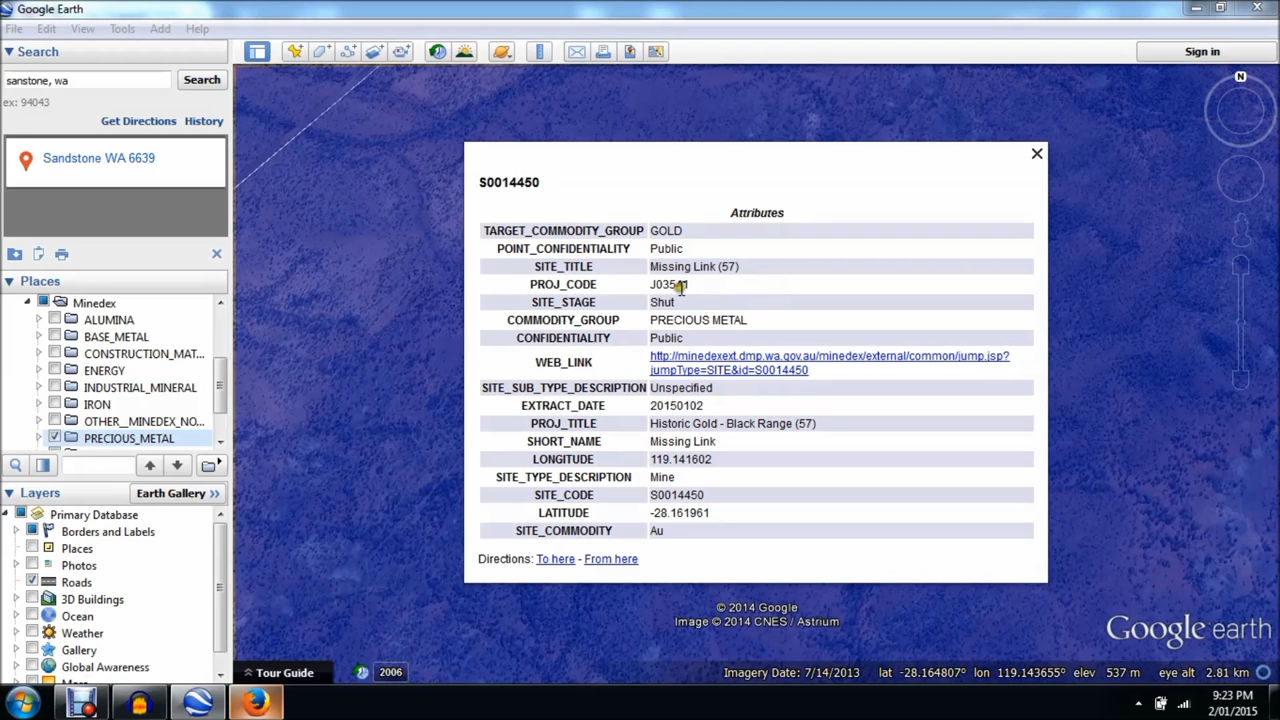 Google Earth
File Edit View Tools Add Help
Search
sanstone, wa Search
ex: 94043
Get Directions History
Sandstone WA 6639
Places
Minedex
ALUMINA
BASE_METAL
CONSTRUCTION_MAT...
ENERGY
INDUSTRIAL_MINERAL
IRON
OTHER__MINEDEX_NO...
PRECIOUS_METAL
Layers Earth Gallery >>
Primary Database
Borders and Labels
Places
Photos
Roads
3D Buildings
Ocean
Weather
Gallery
Global Awareness
Sign in
N
S0014450
Attributes
TARGET_COMMODITY_GROUP GOLD
POINT_CONFIDENTIALITY Public
SITE_TITLE Missing Link (57)
PROJ_CODE
SITE_STAGE Shut
COMMODITY_GROUP PRECIOUS METAL
CONFIDENTIALITY Public
WEB_LINK http://minedexext.dmp.wa.gov.au/minedex/external/common/jump.jsp?
jumpType=SITE&id=S0014450
SITE_SUB_TYPE_DESCRIPTION Unspecified
EXTRACT_DATE 20150102
PROJ_TITLE Historic Gold - Black Range (57)
SHORT_NAME Missing Link
LONGITUDE 119.141602
SITE_TYPE_DESCRIPTION Mine
SITE_CODE S0014450
LATITUDE -28.161961
SITE_COMMODITY Au
Directions: To here - From here
© 2014 Google
Image © 2014 CNES / Astrium
Google earth
Tour Guide 2006 Imagery Date: 7/14/2013 lat -28.164807° lon 119.143655° elev 537 m eye alt 2.81 km
9:23 PM
2/01/2015